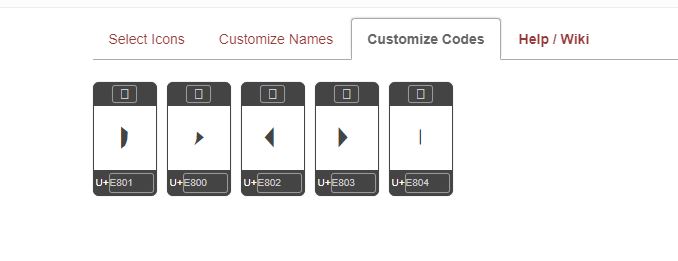 Select Icons
Customize Names
Customize Codes
Help / Wiki
U+E801
U+E800
U+E802
U+E803
U+E804